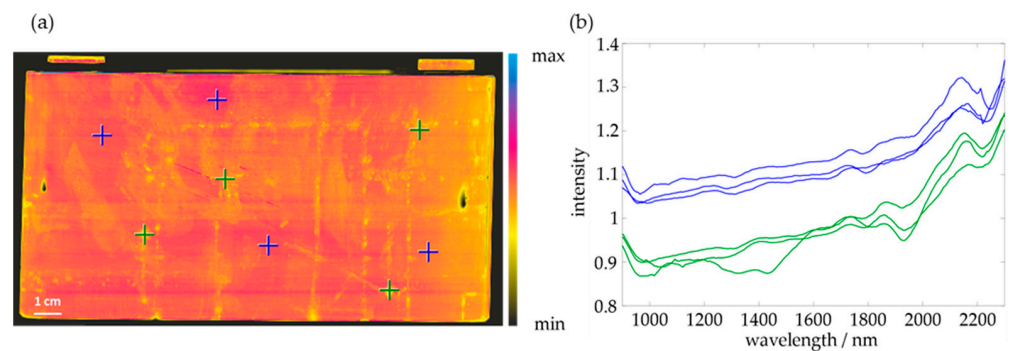 (a)
max
min
1 cm
(b)
intensity
1.4
1.3
1.2
1.1
1
0.9
0.8
1000 1200 1400 1600 1800 2000 2200
wavelength / nm